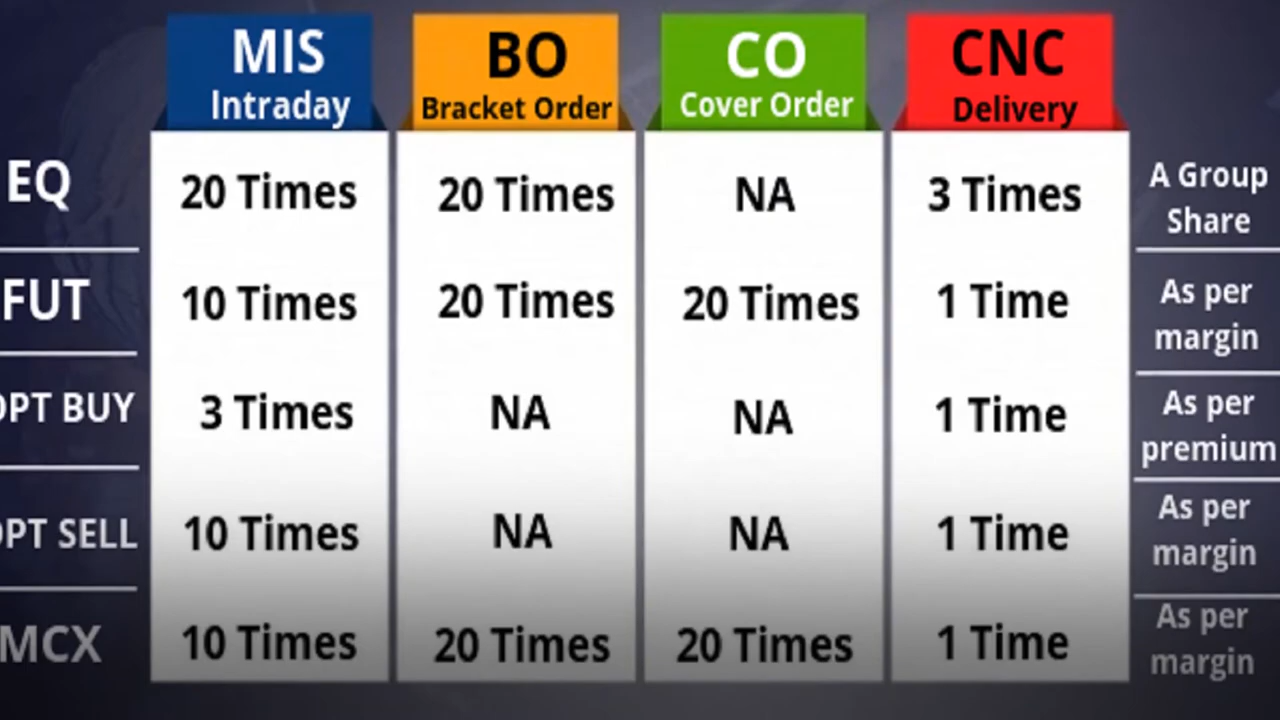 MIS BO CO CNC
Intraday Bracket Order Cover Order Delivery
EQ 20 Times 20 Times NA 3 Times A Group
Share
FUT 10 Times 20 Times 20 Times 1 Time As per
margin
OPT BUY 3 Times NA NA 1 Time As per
premium
OPT SELL 10 Times NA NA 1 Time As per
margin
MCX 10 Times 20 Times 20 Times 1 Time As per
margin